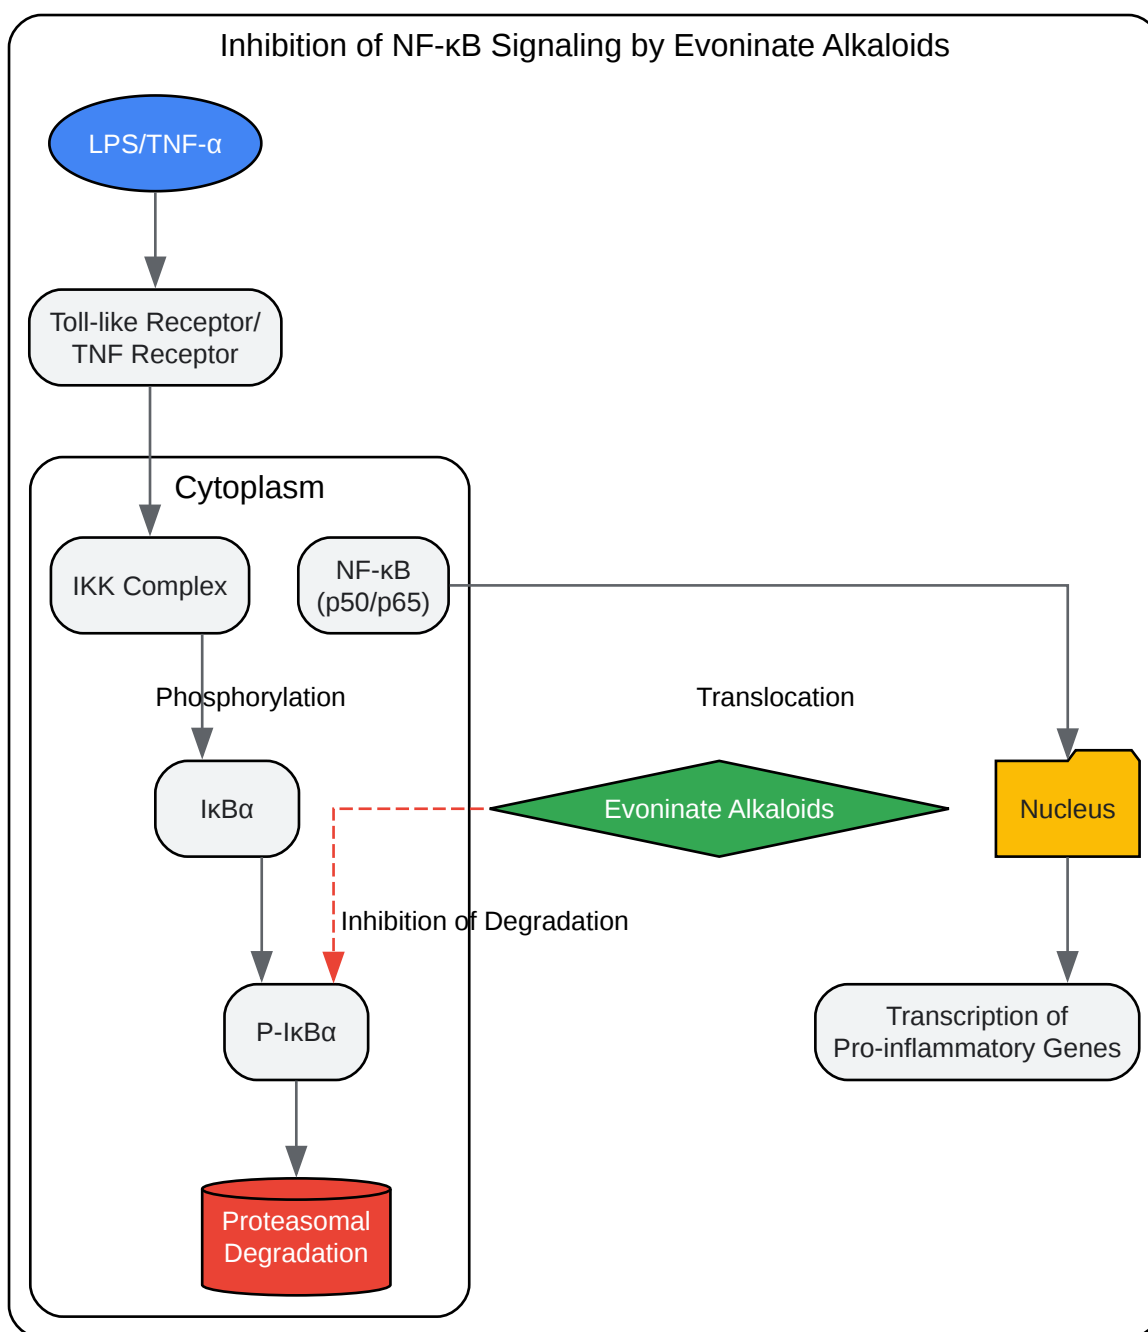 Inhibition of NF-κB Signaling by Evoninate Alkaloids
LPS/TNF-α
Toll-like Receptor/
TNF Receptor
Cytoplasm
IKK Complex
NF-κB
(p50/p65)
Phosphorylation
Translocation
IκBα
Evoninate Alkaloids
Nucleus
Inhibition of Degradation
P-IκBα
Transcription of
Pro-inflammatory Genes
Proteasomal
Degradation